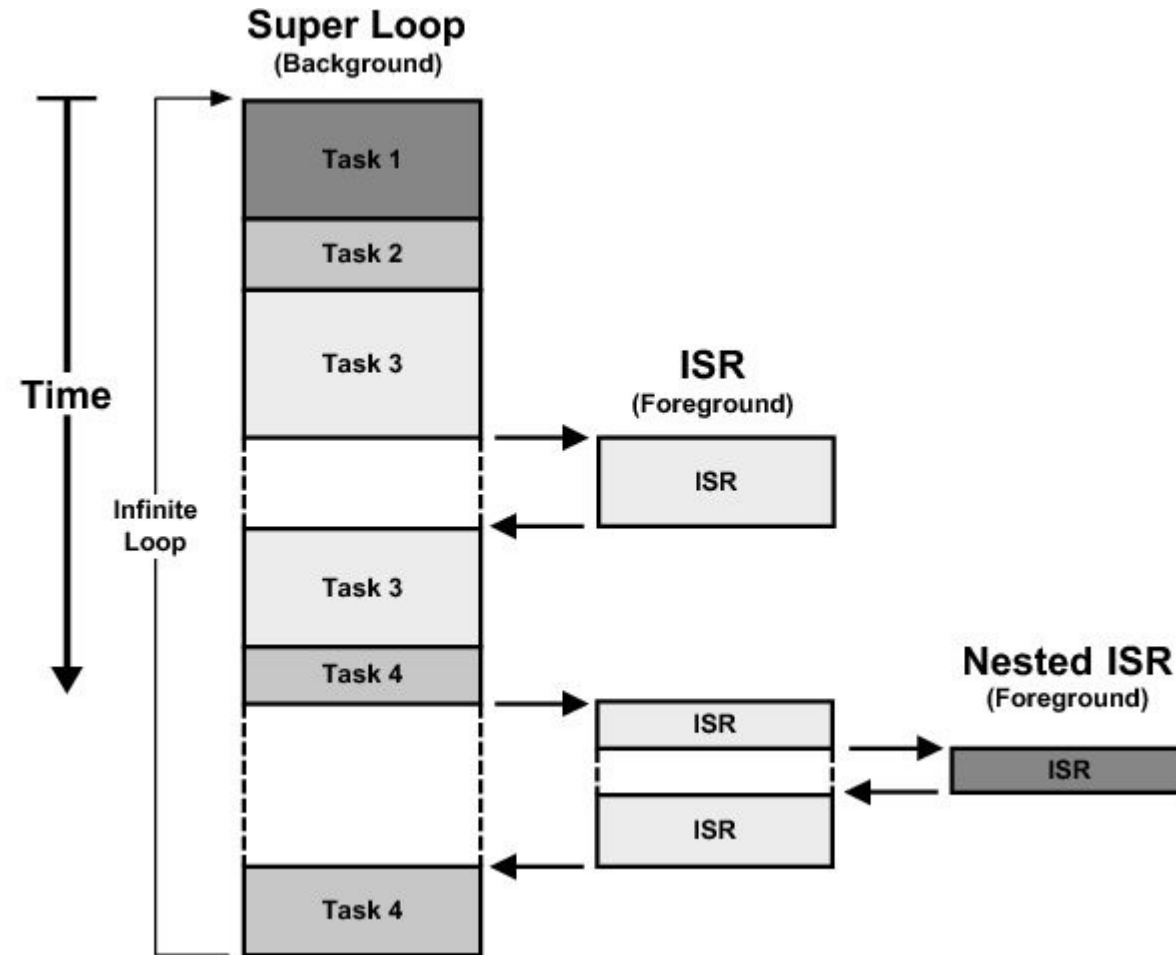 Super Loop
(Background)
Task 1
Task 2
Task 3
Time
ISR
(Foreground)
ISR
Infinite
Loop
Task 3
Task 4
Nested ISR
(Foreground)
ISR
ISR
ISR
Task 4